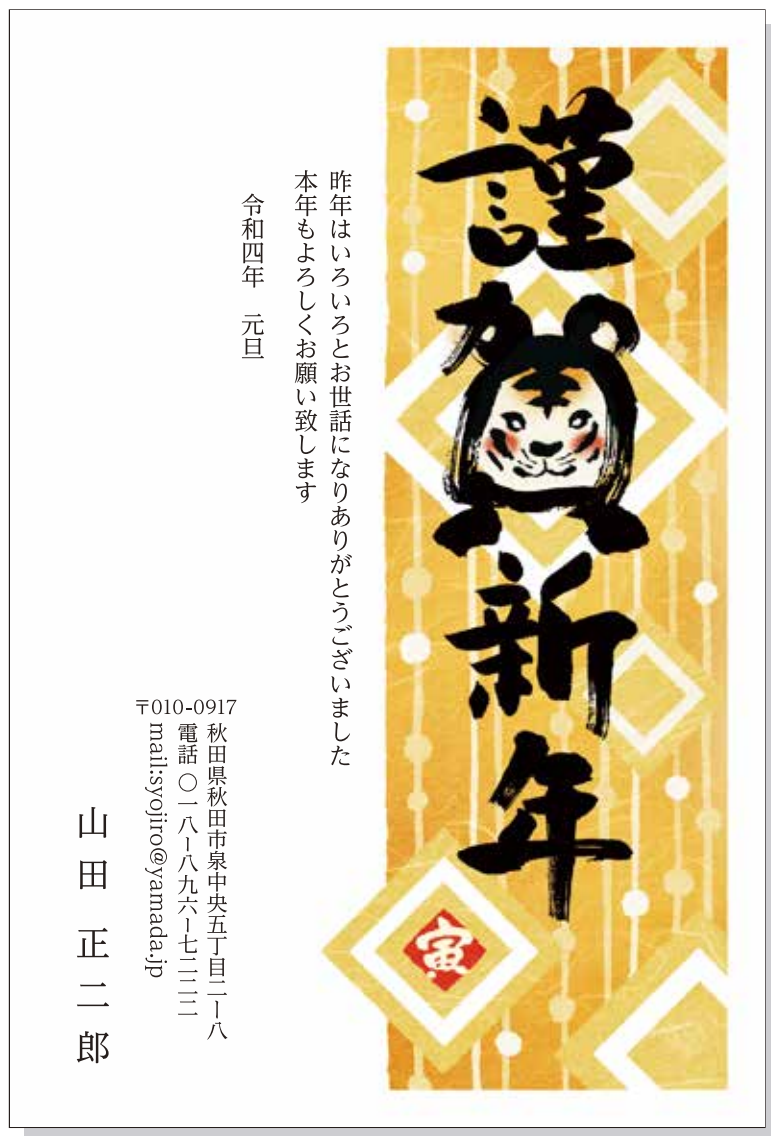 謹賀新年
寅
昨年はいろいろとお世話になりありがとうございました
本年もよろしくお願い致します
令和四年　元旦
〒010-0917
秋田県秋田市泉中央五丁目二ー八
電話 〇一八ー八九六ー七二二二
mail:syojiro@yamada.jp
山田 正二郎